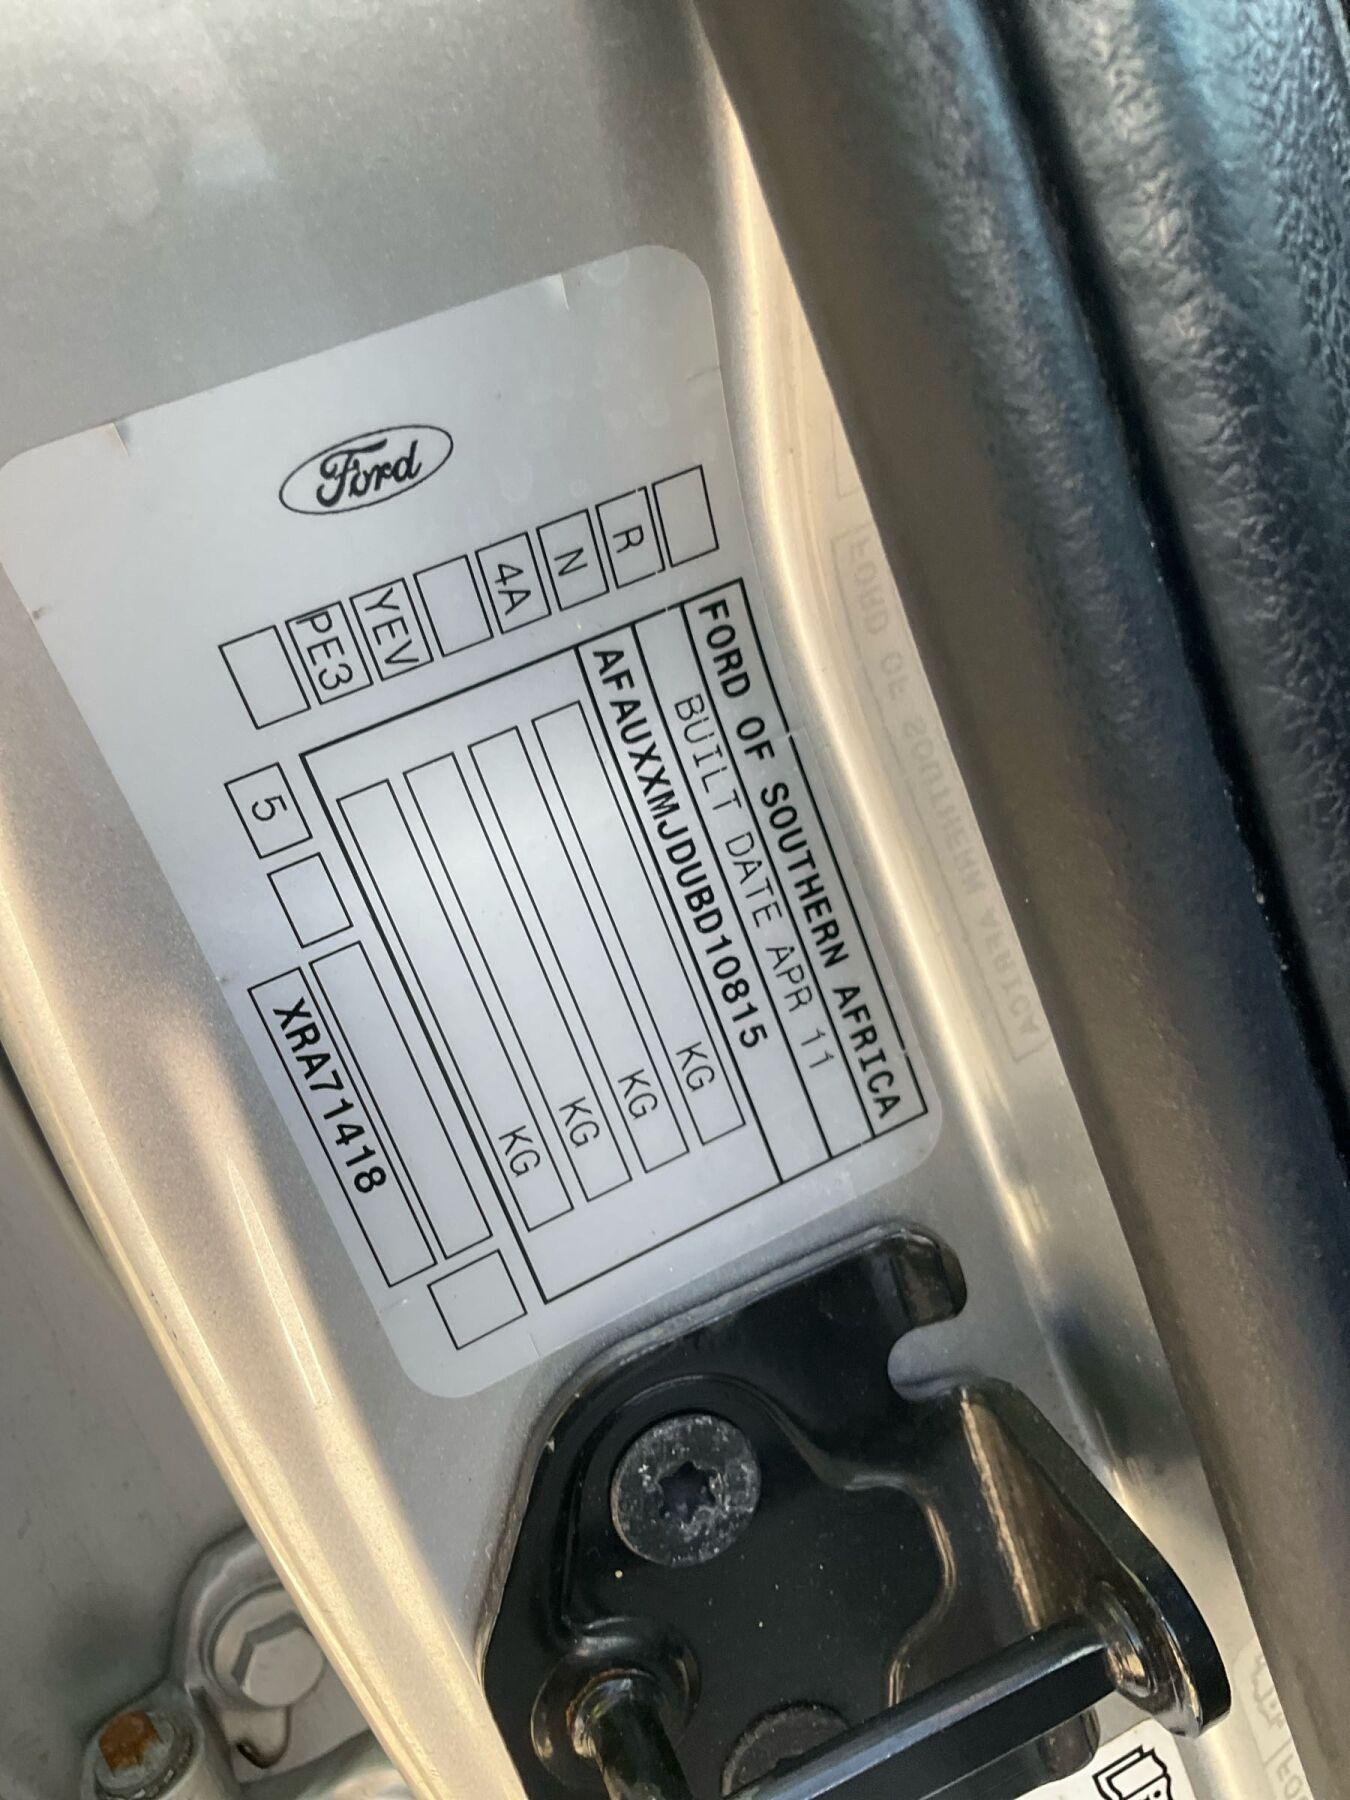 Ford
FORD OF SOUTHERN AFRICA
BUILT DATE APR 11
AFAUXXMJDUBD10815
KG
KG
KG
KG
R
N
4A
YEV
PE3
5
XRA71418